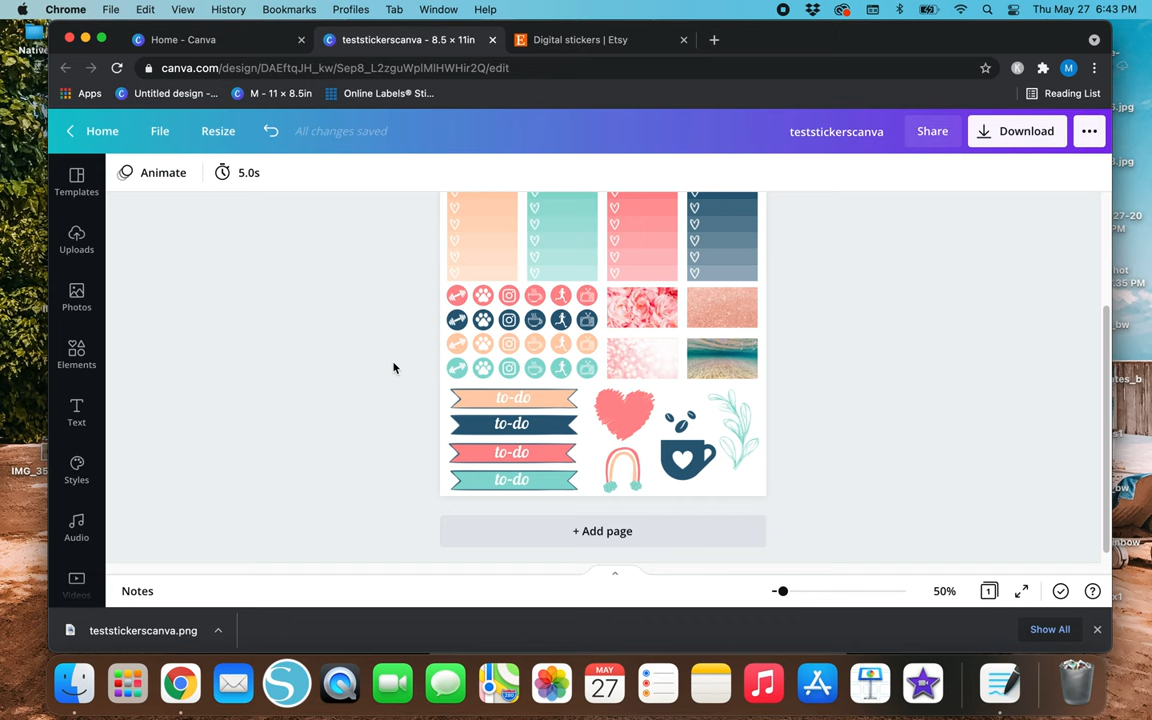 Chrome File Edit View History Bookmarks Profiles Tab Window Help Thu May 27 6:43 PM
Home - Canva teststickerscanva - 8.5 × 11in Digital stickers | Etsy
canva.com/design/DAEftqJH_kw/Sep8_L2zguWpIMIHWHir2Q/edit
Apps Untitled design -... M - 11 × 8.5in Online Labels® Sti... Reading List
Home File Resize All changes saved teststickerscanva Share Download
Animate 5.0s
Templates
Uploads
Photos
Elements
Text
Styles
Audio
Videos
to-do
to-do
to-do
to-do
+ Add page
Notes 50% 1
teststickerscanva.png Show All
MAY
27
IMG_35